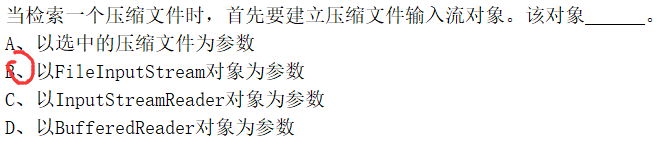 当检索一个压缩文件时，首先要建立压缩文件输入流对象。该对象______。
A、以选中的压缩文件为参数
B、以FileInputStream对象为参数
C、以InputStreamReader对象为参数
D、以BufferedReader对象为参数